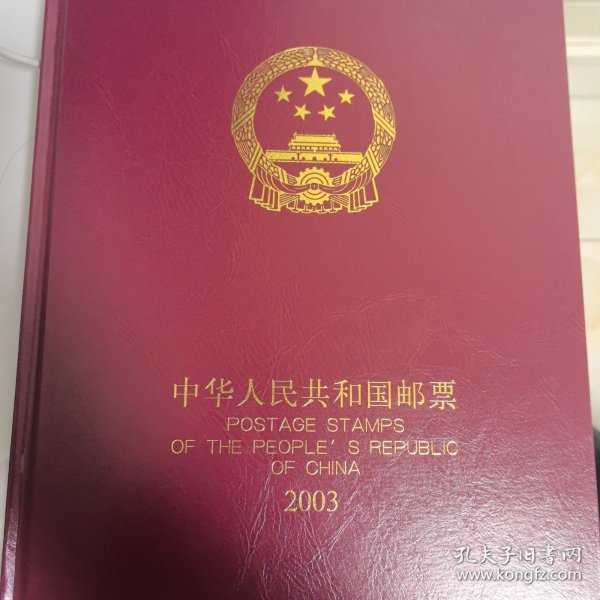 中华人民共和国邮票
POSTAGE STAMPS
OF THE PEOPLE'S REPUBLIC
OF CHINA
2003
孔夫子旧书网
www.kongfz.com